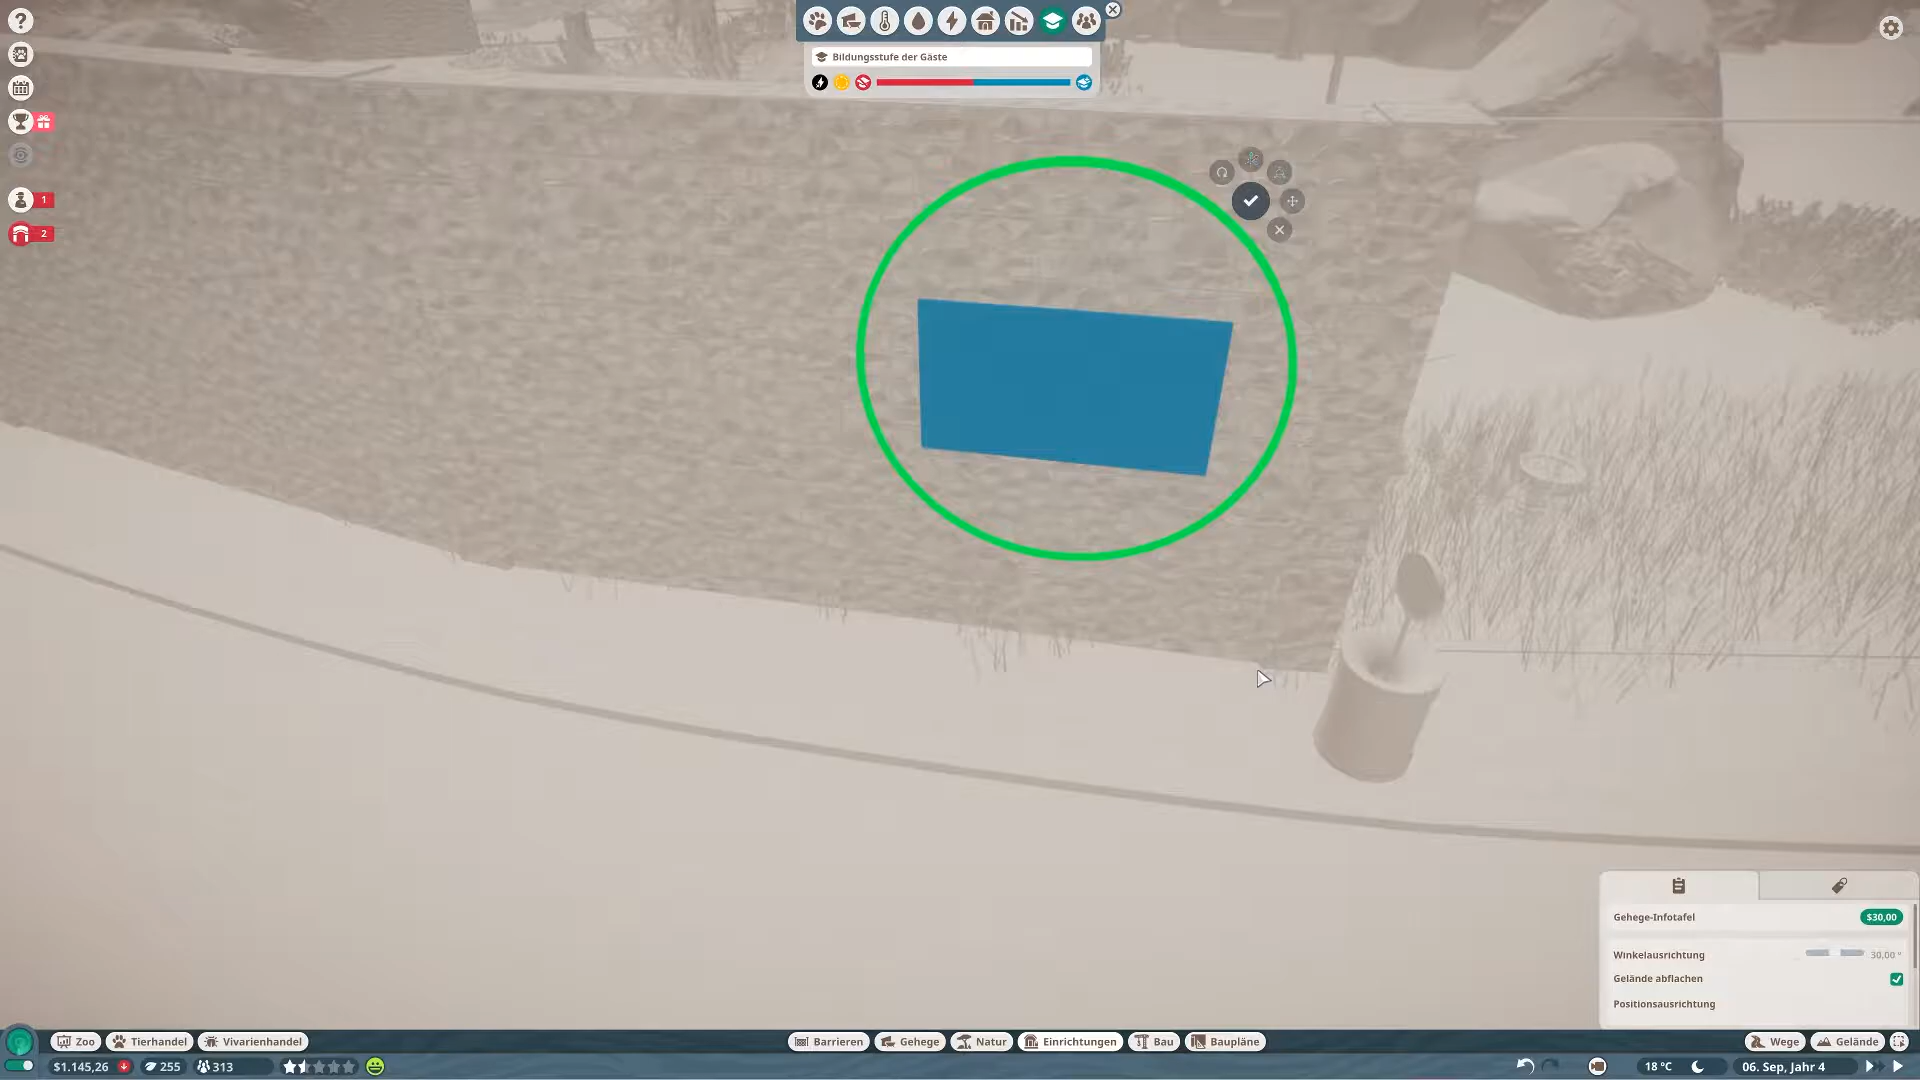 Bildungsstufe der Gäste
1
2
Gehege-Infotafel
$30,00
Winkelausrichtung
30,00 °
Gelände abflachen
Positionsausrichtung
Zoo
Tierhandel
Vivarienhandel
Barrieren
Gehege
Natur
Einrichtungen
Bau
Baupläne
Wege
Gelände
$1.145,26
255
313
18 °C
06. Sep, Jahr 4